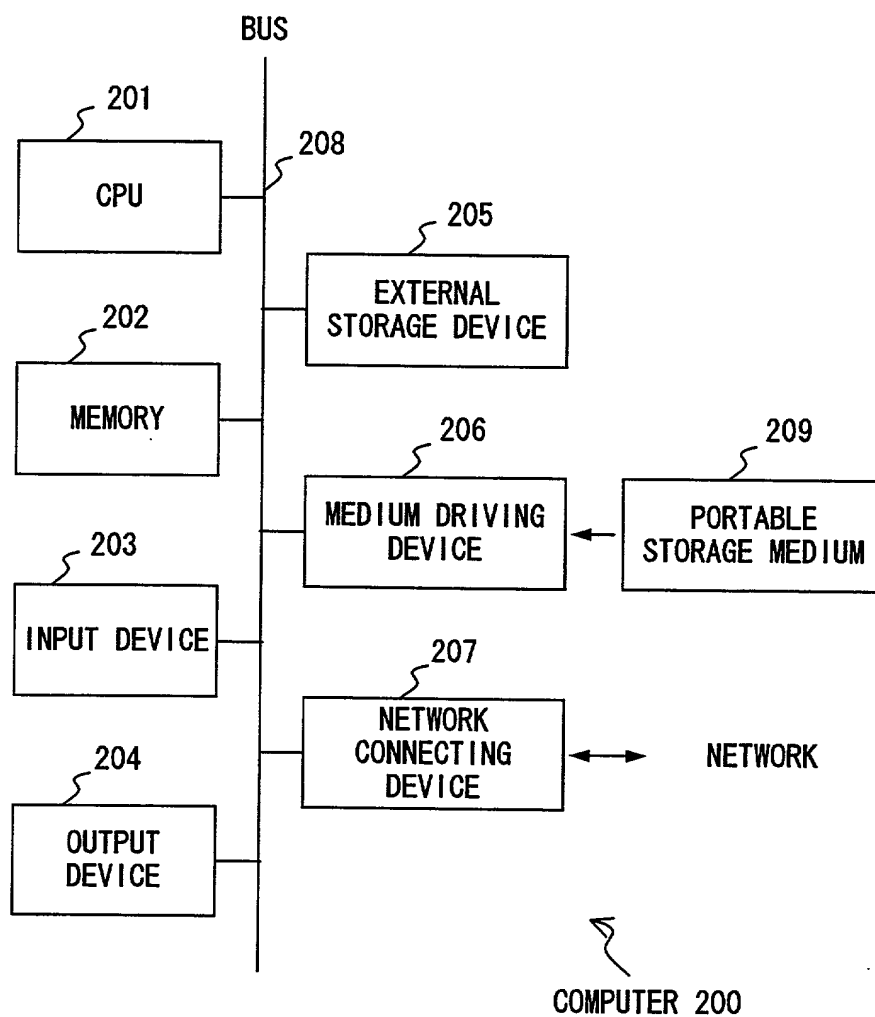 BUS
201
CPU
208
205
EXTERNAL
STORAGE DEVICE
202
MEMORY
206
MEDIUM DRIVING
DEVICE
209
PORTABLE
STORAGE MEDIUM
203
INPUT DEVICE
207
NETWORK
CONNECTING
DEVICE
NETWORK
204
OUTPUT
DEVICE
COMPUTER 200